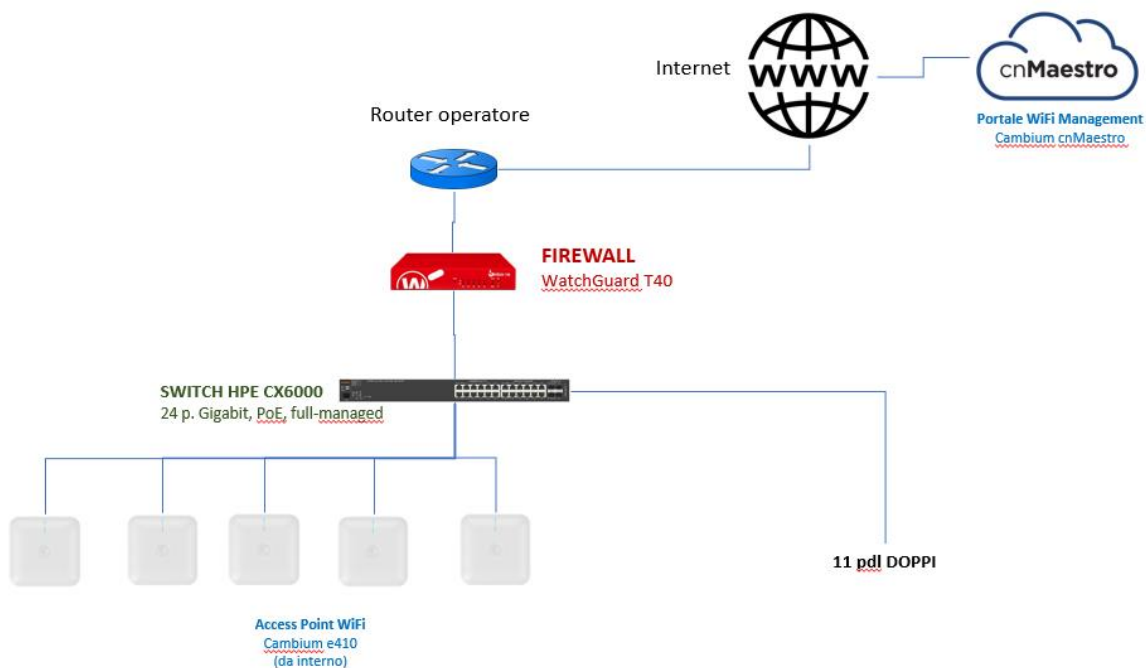 Internet
WWW
cnMaestro
Portale WiFi Management
Cambium cnMaestro
Router operatore
FIREWALL
WatchGuard T40
W
SWITCH HPE CX6000
24 p. Gigabit, PoE, full-managed
11 pdl DOPPI
Access Point WiFi
Cambium e410
(da interno)